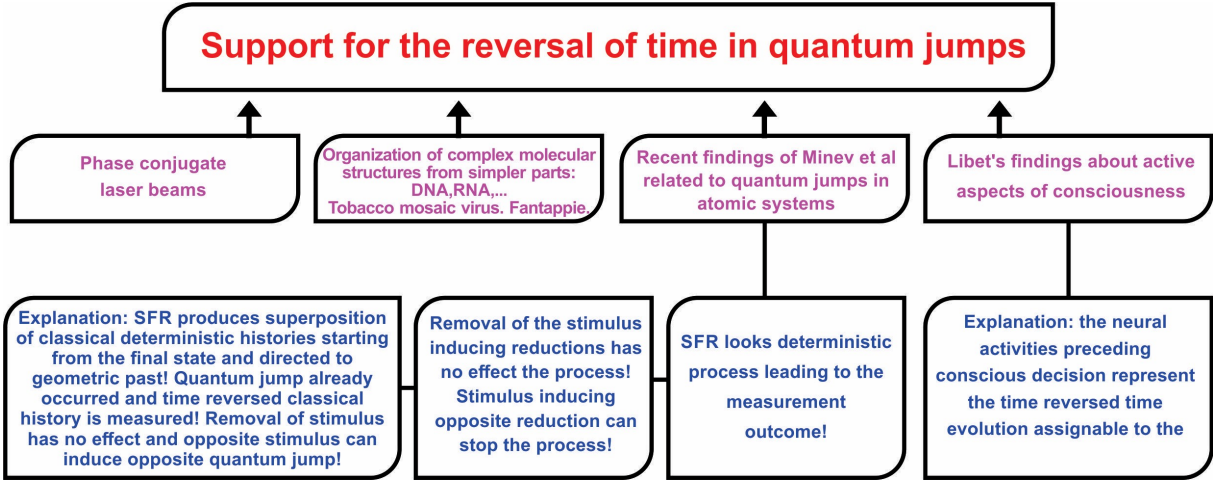 Support for the reversal of time in quantum jumps
Phase conjugate
laser beams
Organization of complex molecular
structures from simpler parts:
DNA,RNA,...
Tobacco mosaic virus. Fantappie.
Recent findings of Minev et al
related to quantum jumps in
atomic systems
Libet's findings about active
aspects of consciousness
Explanation: SFR produces superposition
of classical deterministic histories starting
from the final state and directed to
geometric past! Quantum jump already
occurred and time reversed classical
history is measured! Removal of stimulus
has no effect and opposite stimulus can
induce opposite quantum jump!
Removal of the stimulus
inducing reductions has
no effect the process!
Stimulus inducing
opposite reduction can
stop the process!
SFR looks deterministic
process leading to the
measurement
outcome!
Explanation: the neural
activities preceding
conscious decision represent
the time reversed time
evolution assignable to the